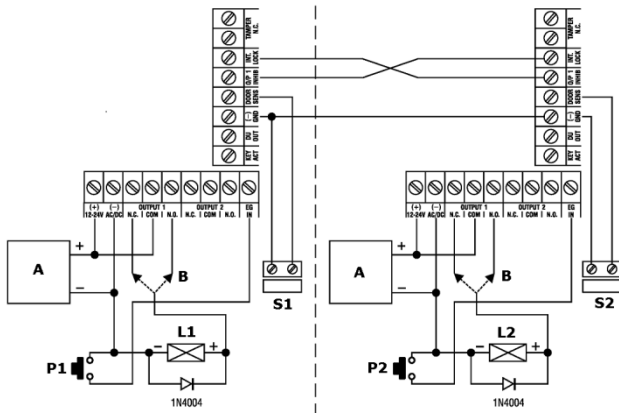 TAMPER
N.C.
INT.
LOCK
O/P 1
INHIB
DOOR
SENS
(-)
GND
DU
OUT
KEY
ACT
(+)
12-24V
(-)
AC/DC
OUTPUT 1
N.C. COM N.O.
OUTPUT 2
N.C. COM N.O.
EG
IN
A
+
−
B
S1
L1
− +
P1
1N4004
TAMPER
N.C.
INT.
LOCK
O/P 1
INHIB
DOOR
SENS
(-)
GND
DU
OUT
KEY
ACT
(+)
12-24V
(-)
AC/DC
OUTPUT 1
N.C. COM N.O.
OUTPUT 2
N.C. COM N.O.
EG
IN
A
+
−
B
S2
L2
− +
P2
1N4004